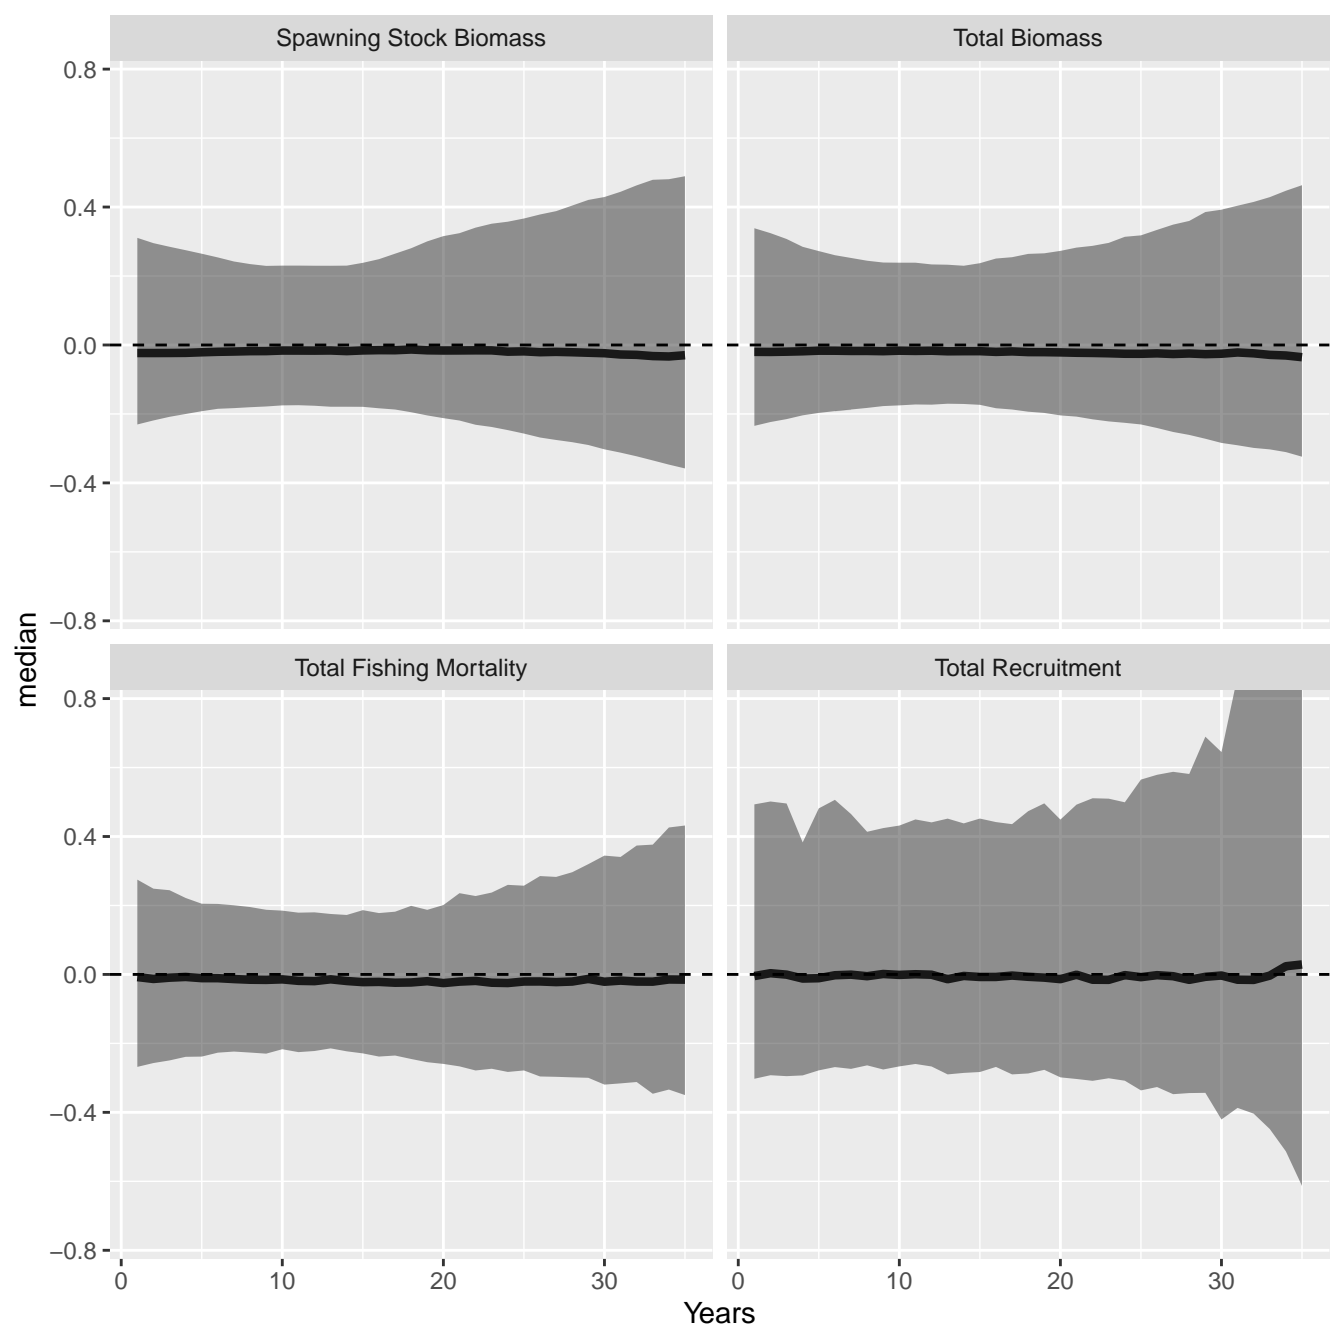 Spawning Stock Biomass
Total Biomass
0.8
0.4
0.0
−0.4
−0.8
median
Total Fishing Mortality
Total Recruitment
0.8
0.4
0.0
−0.4
−0.8
0 10 20 30
0 10 20 30
Years